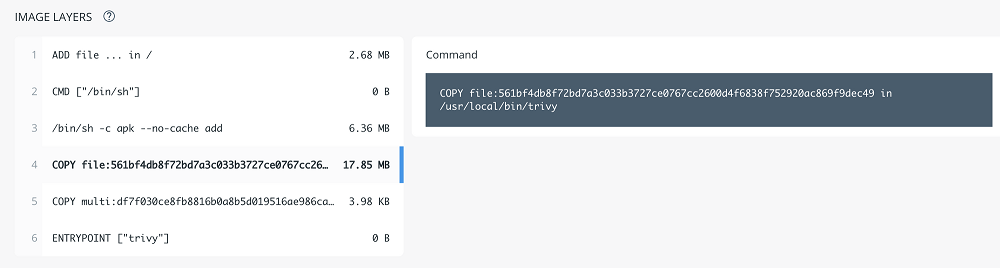 IMAGE LAYERS ?
1 ADD file ... in / 2.68 MB
2 CMD ["/bin/sh"] 0 B
3 /bin/sh -c apk --no-cache add 6.36 MB
4 COPY file:561bf4db8f72bd7a3c033b3727ce0767cc26… 17.85 MB
5 COPY multi:df7f030ce8fb8816b0a8b5d019516ae986ca… 3.98 KB
6 ENTRYPOINT ["trivy"] 0 B
Command
COPY file:561bf4db8f72bd7a3c033b3727ce0767cc2600d4f6838f752920ac869f9dec49 in
/usr/local/bin/trivy